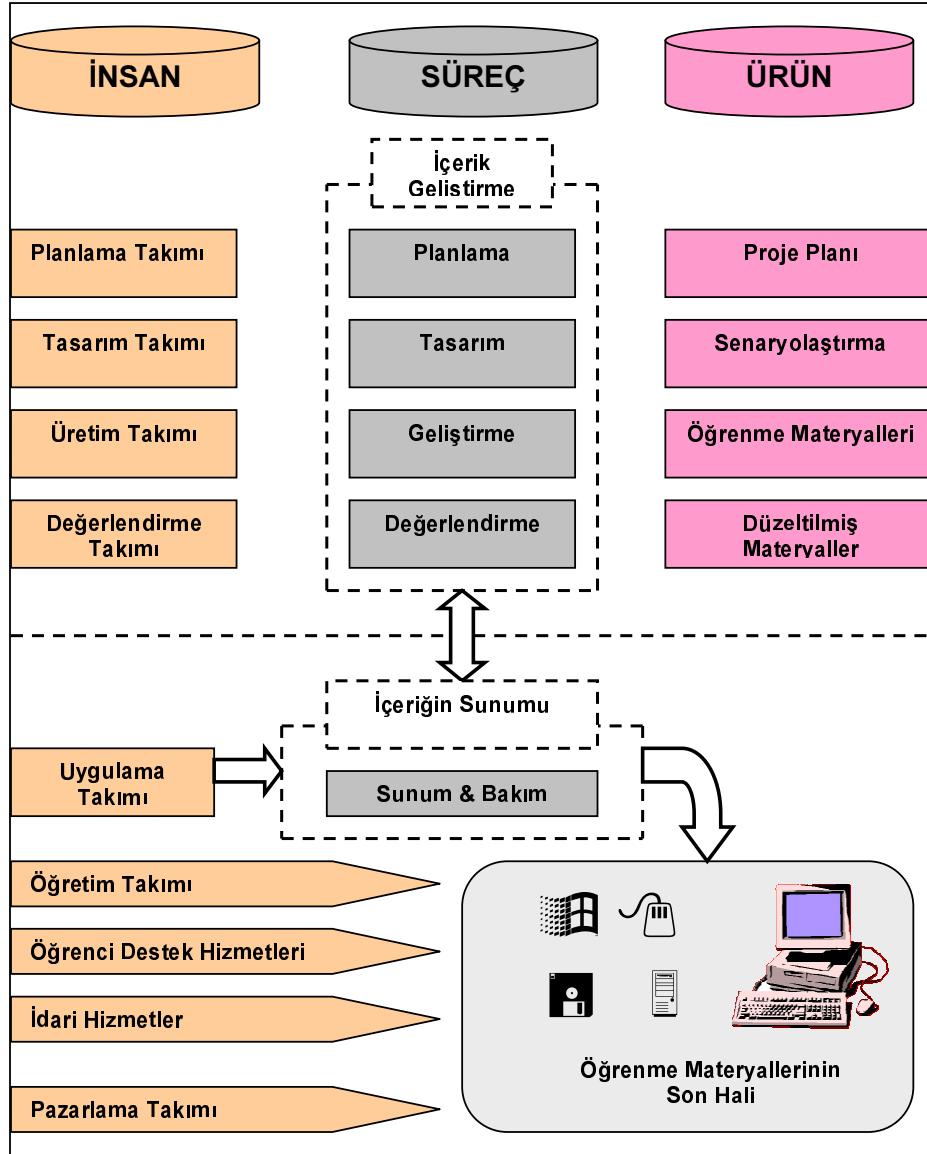 İNSAN
SÜREÇ
ÜRÜN
İçerik
Gelistirme
Planlama Takımı
Planlama
Proje Planı
Tasarım Takımı
Tasarım
Senaryolaştırma
Üretim Takımı
Geliştirme
Öğrenme Materyalleri
Değerlendirme
Takımı
Değerlendirme
Düzeltilmiş
Materyaller
İçeriğin Sunumu
Uygulama
Takımı
Sunum & Bakım
Öğretim Takımı
Öğrenci Destek Hizmetleri
İdari Hizmetler
Pazarlama Takımı
Öğrenme Materyallerinin
Son Hali